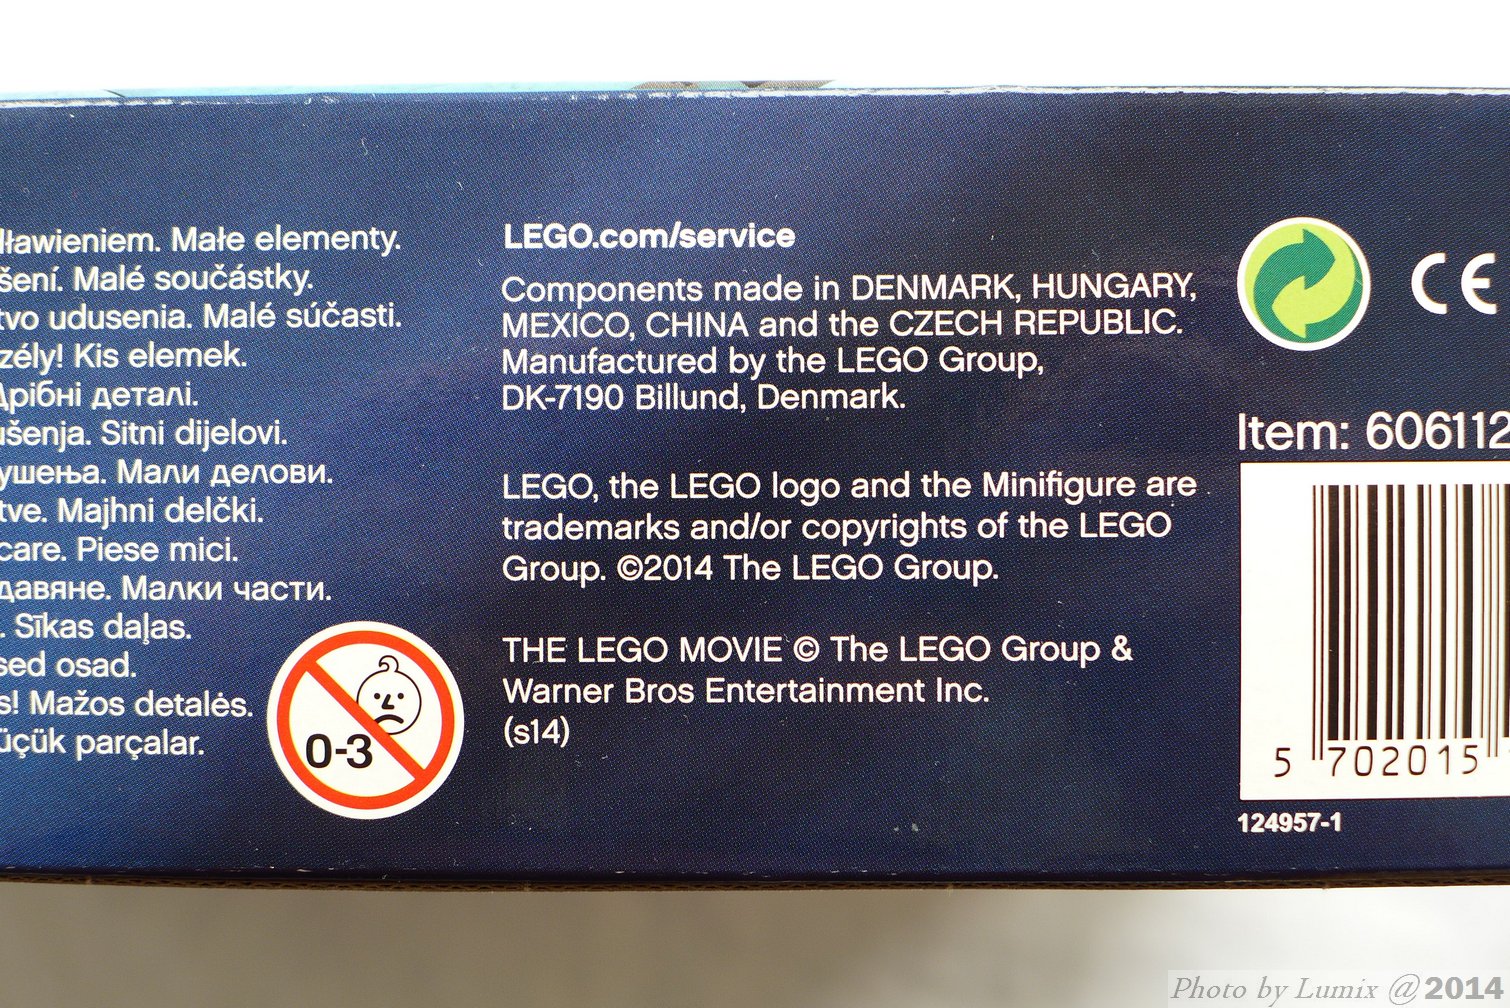 dławieniem. Małe elementy.
šení. Malé součástky.
tvo udusenia. Malé súčasti.
zély! Kis elemek.
Дрібні деталі.
ušenja. Sitni dijelovi.
ушења. Мали делови.
tve. Majhni delčki.
care. Piese mici.
давяне. Малки части.
. Sīkas daļas.
sed osad.
s! Mažos detalės.
üçük parçalar.
0-3
LEGO.com/service
Components made in DENMARK, HUNGARY,
MEXICO, CHINA and the CZECH REPUBLIC.
Manufactured by the LEGO Group,
DK-7190 Billund, Denmark.
LEGO, the LEGO logo and the Minifigure are
trademarks and/or copyrights of the LEGO
Group. ©2014 The LEGO Group.
THE LEGO MOVIE © The LEGO Group &
Warner Bros Entertainment Inc.
(s14)
CE
Item: 606112
5 702015
124957-1
Photo by Lumix @2014